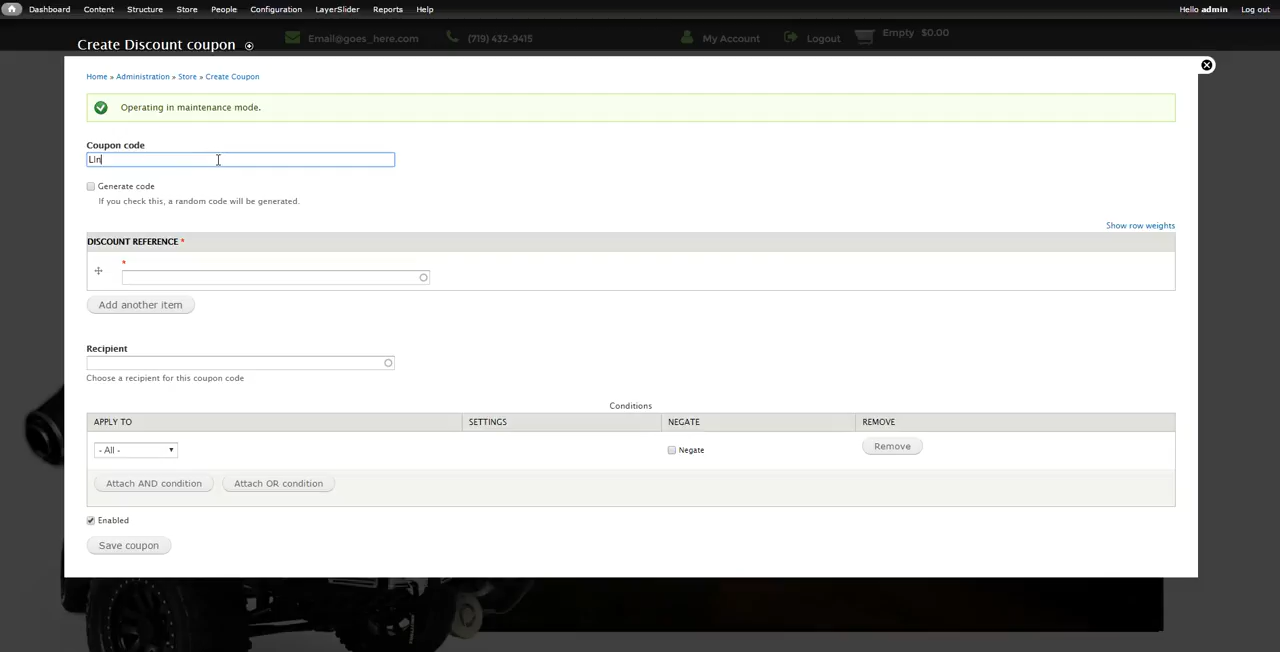 Dashboard Content Structure Store People Configuration LayerSlider Reports Help Hello admin Log out
Email@goes_here.com (719) 432-9415 My Account Logout Empty $0.00
Create Discount coupon
Home » Administration » Store » Create Coupon
Operating in maintenance mode.
Coupon code
LIn
Generate code
If you check this, a random code will be generated.
Show row weights
DISCOUNT REFERENCE *
*
Add another item
Recipient
Choose a recipient for this coupon code
Conditions
APPLY TO SETTINGS NEGATE REMOVE
- All - Negate Remove
Attach AND condition Attach OR condition
Enabled
Save coupon